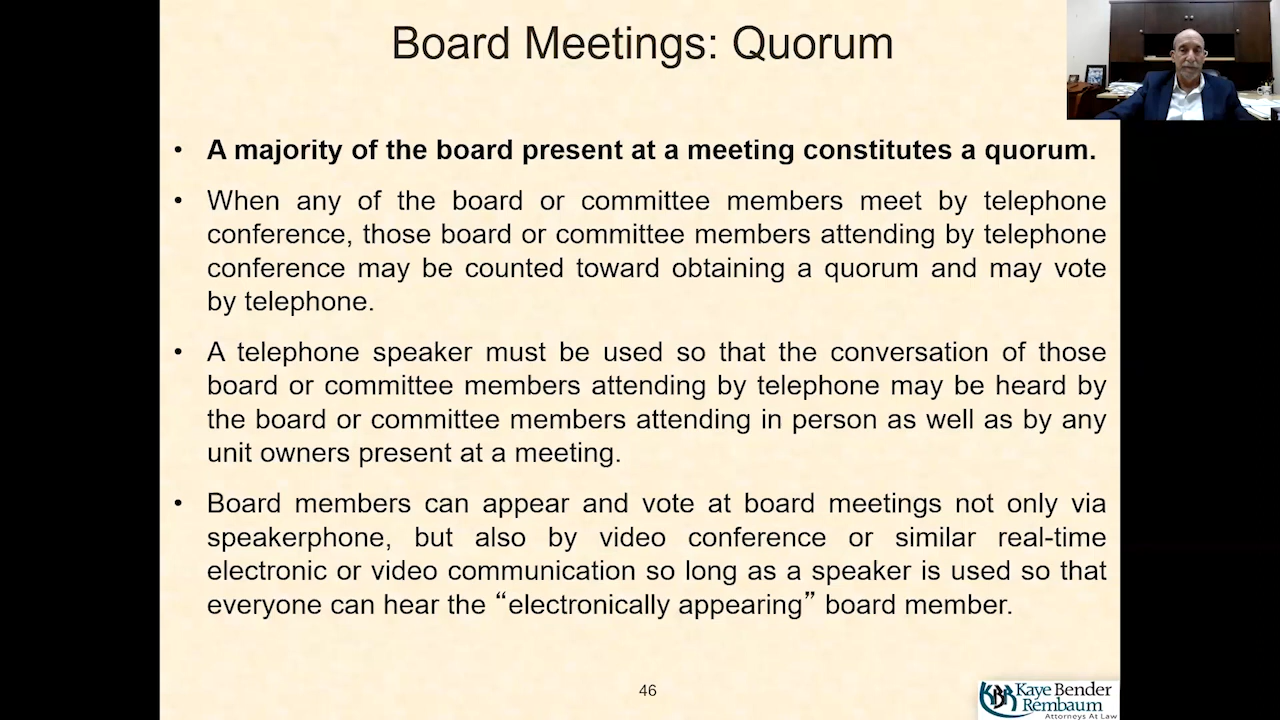 Board Meetings: Quorum
• A majority of the board present at a meeting constitutes a quorum.
• When any of the board or committee members meet by telephone
conference, those board or committee members attending by telephone
conference may be counted toward obtaining a quorum and may vote
by telephone.
• A telephone speaker must be used so that the conversation of those
board or committee members attending by telephone may be heard by
the board or committee members attending in person as well as by any
unit owners present at a meeting.
• Board members can appear and vote at board meetings not only via
speakerphone, but also by video conference or similar real-time
electronic or video communication so long as a speaker is used so that
everyone can hear the “electronically appearing” board member.
46
KBR Kaye Bender
Rembaum
Attorneys At Law